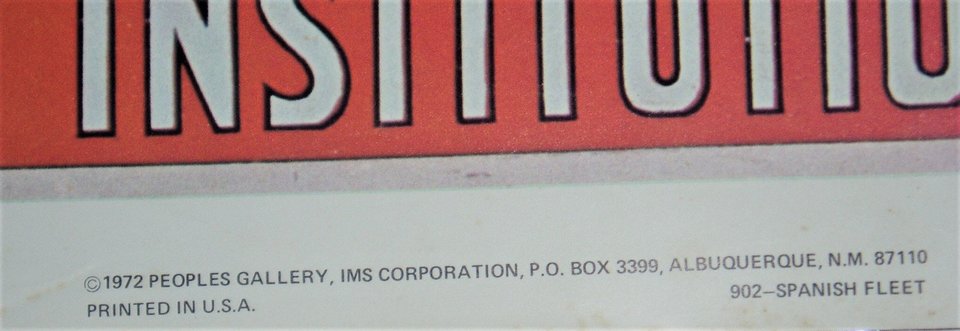 INSTITUTIO
©1972 PEOPLES GALLERY, IMS CORPORATION, P.O. BOX 3399, ALBUQUERQUE, N.M. 87110
PRINTED IN U.S.A. 902–SPANISH FLEET